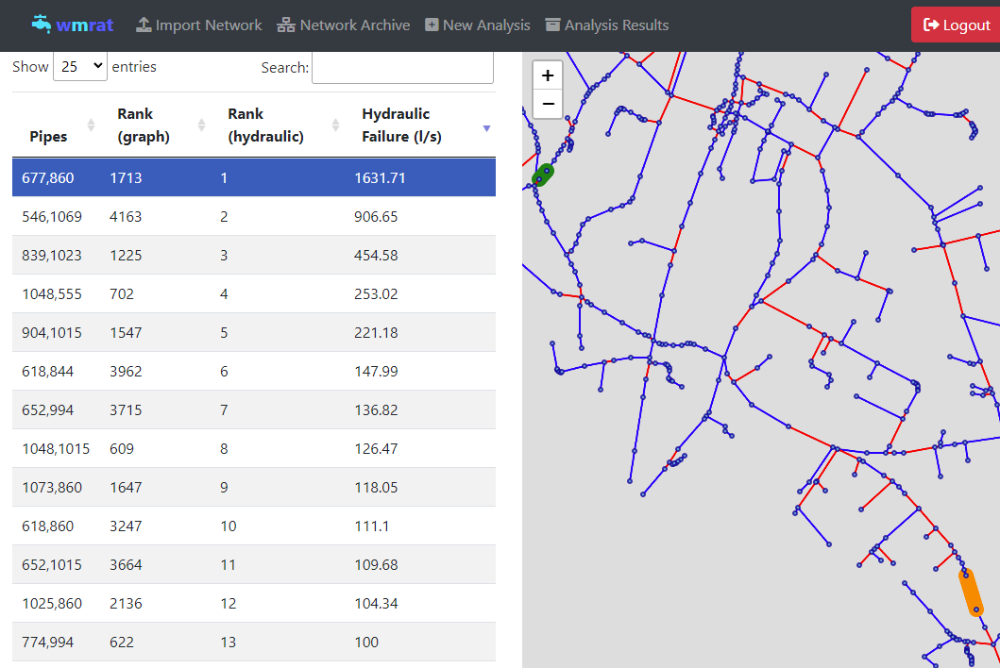 wmrat Import Network Network Archive New Analysis Analysis Results Logout
Show 25 entries Search:
Pipes Rank (graph) Rank (hydraulic) Hydraulic Failure (l/s)
677,860 1713 1 1631.71
546,1069 4163 2 906.65
839,1023 1225 3 454.58
1048,555 702 4 253.02
904,1015 1547 5 221.18
618,844 3962 6 147.99
652,994 3715 7 136.82
1048,1015 609 8 126.47
1073,860 1647 9 118.05
618,860 3247 10 111.1
652,1015 3664 11 109.68
1025,860 2136 12 104.34
774,994 622 13 100
+
−